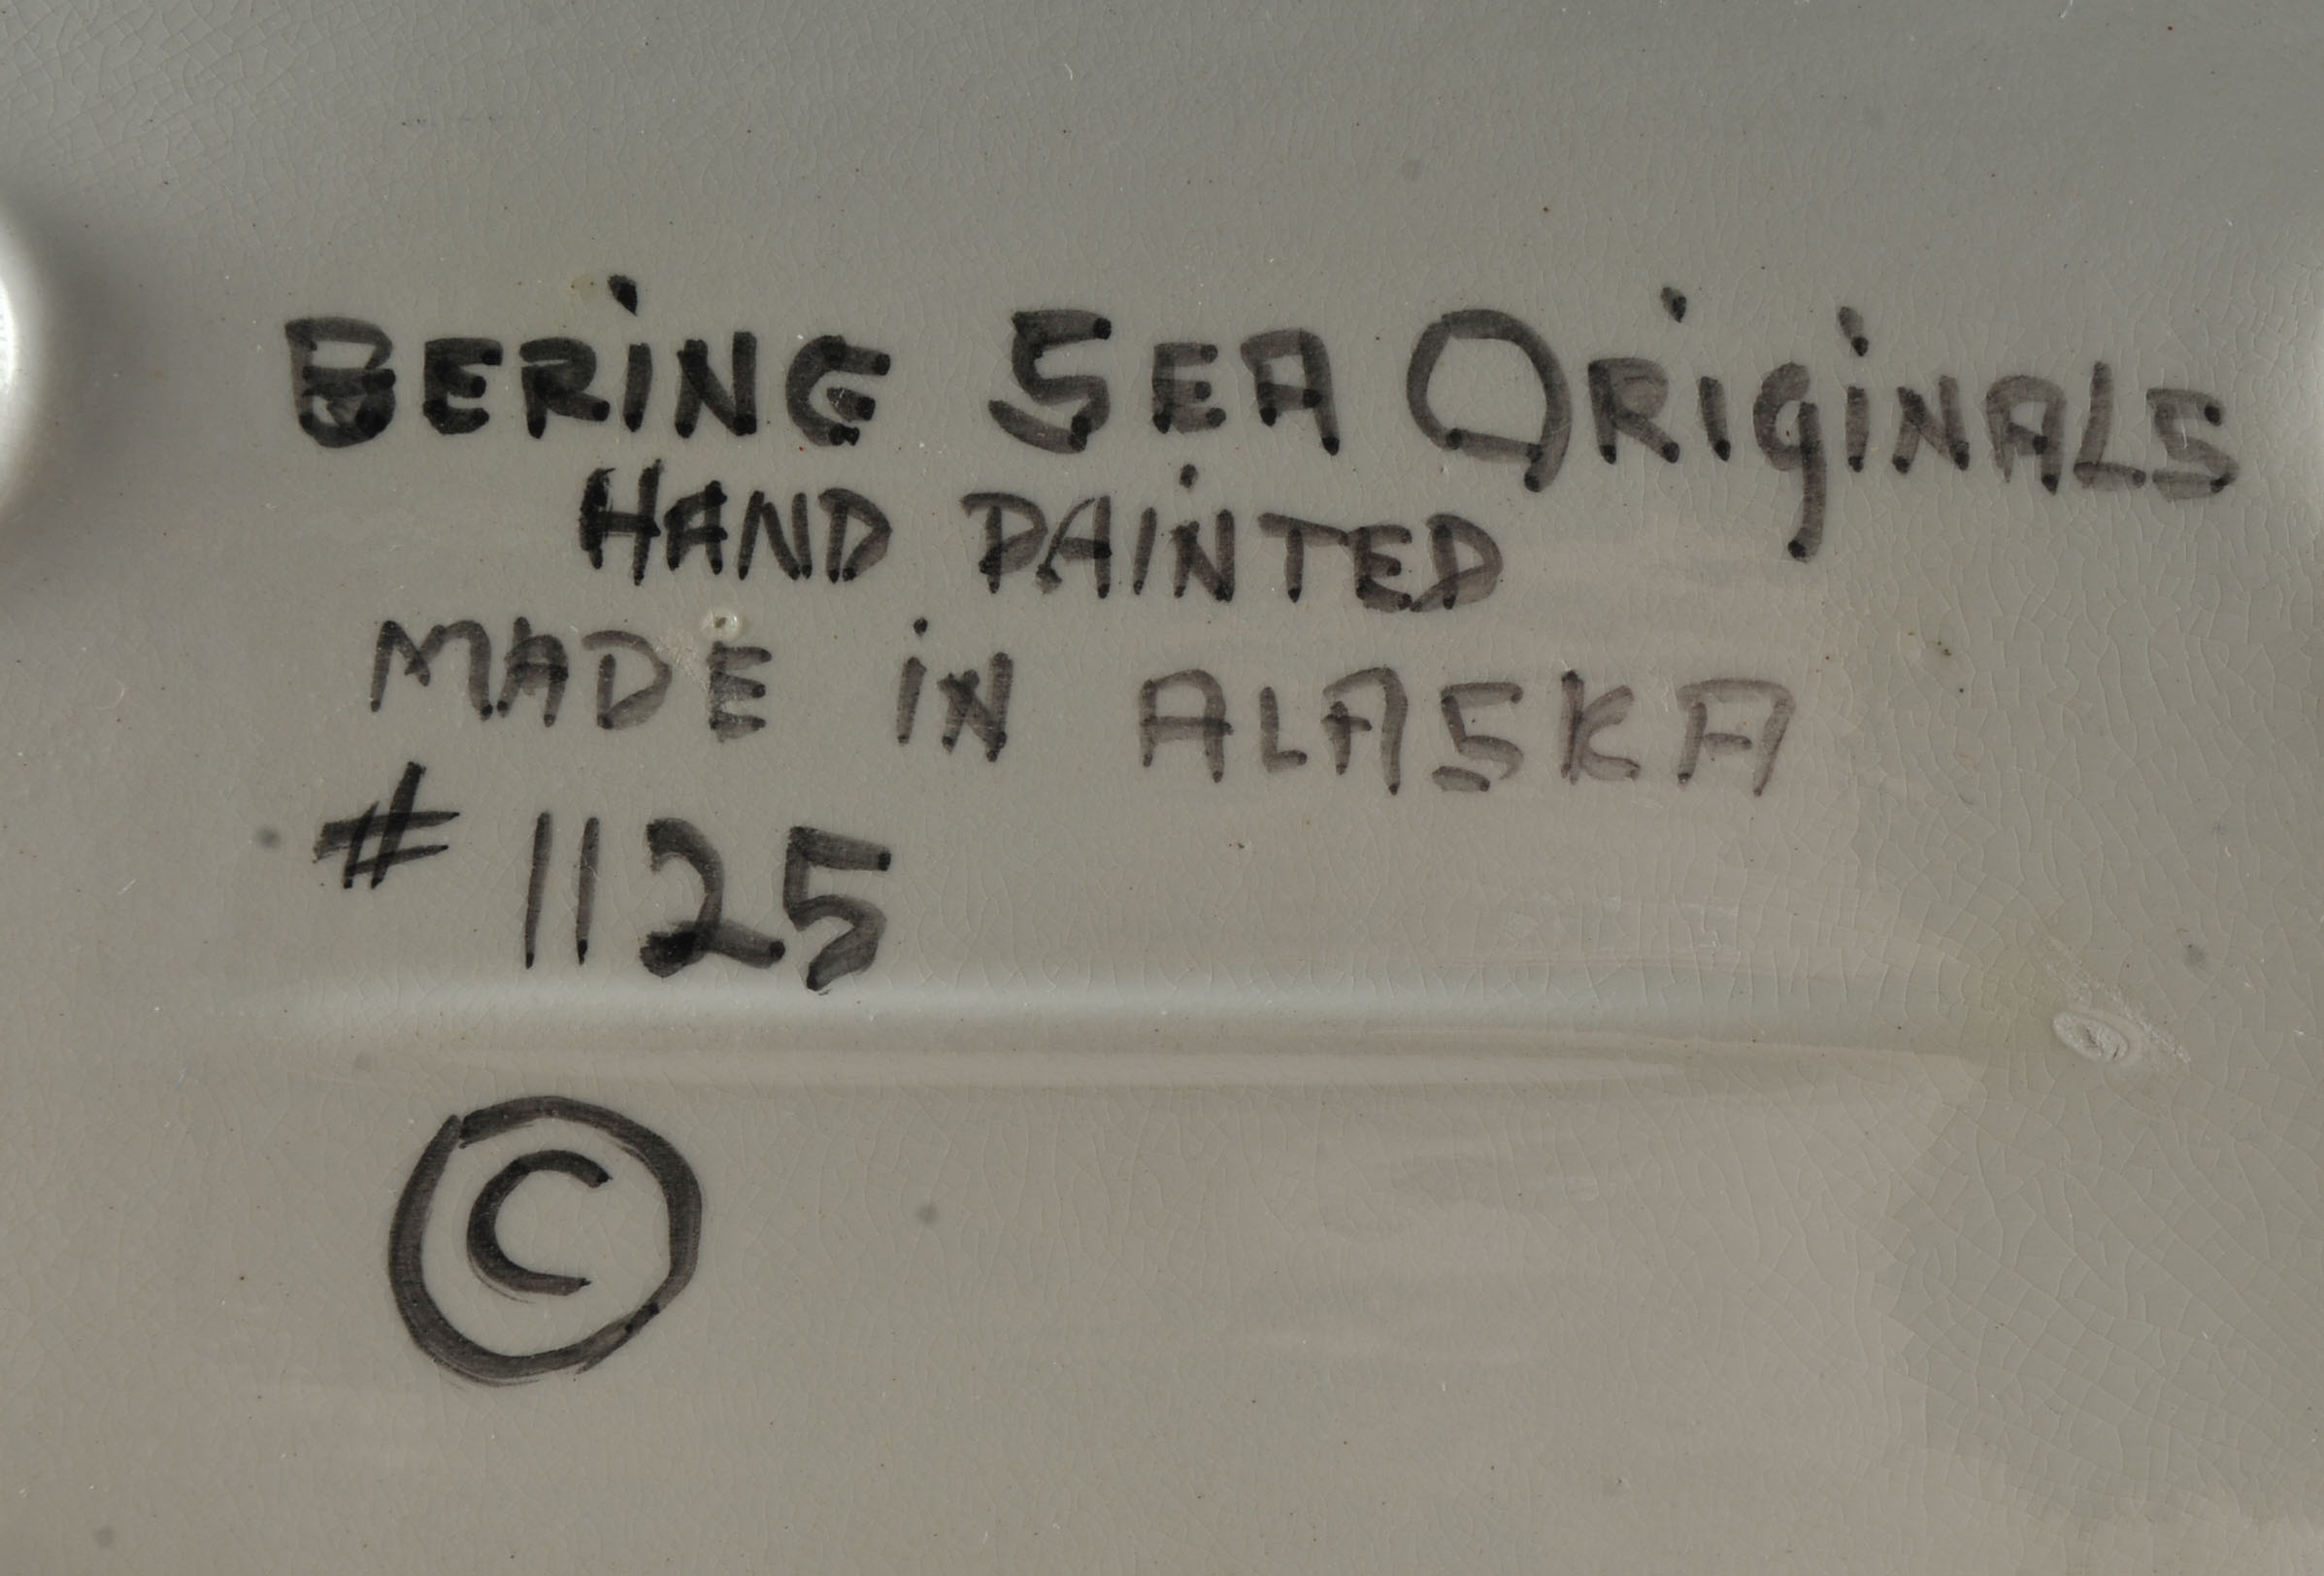 BERiNG SEA ORiGiNALS
HAND PAiNTED
MADE iN ALASKA
# 1125
©